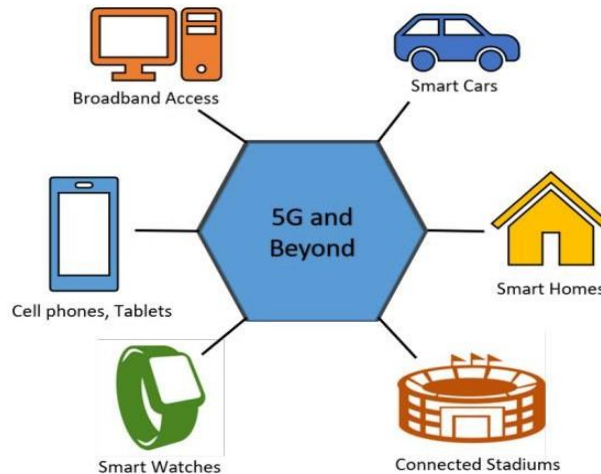 Broadband Access
Smart Cars
5G and
Beyond
Cell phones, Tablets
Smart Homes
Smart Watches
Connected Stadiums